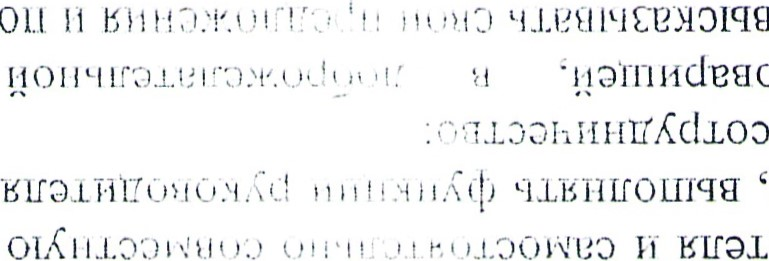 теля и самостоятельно совместную
, выполнять функции руководителя
сотрудничество:
оварищей, в доброжелательной
высказывать свои предложения и по